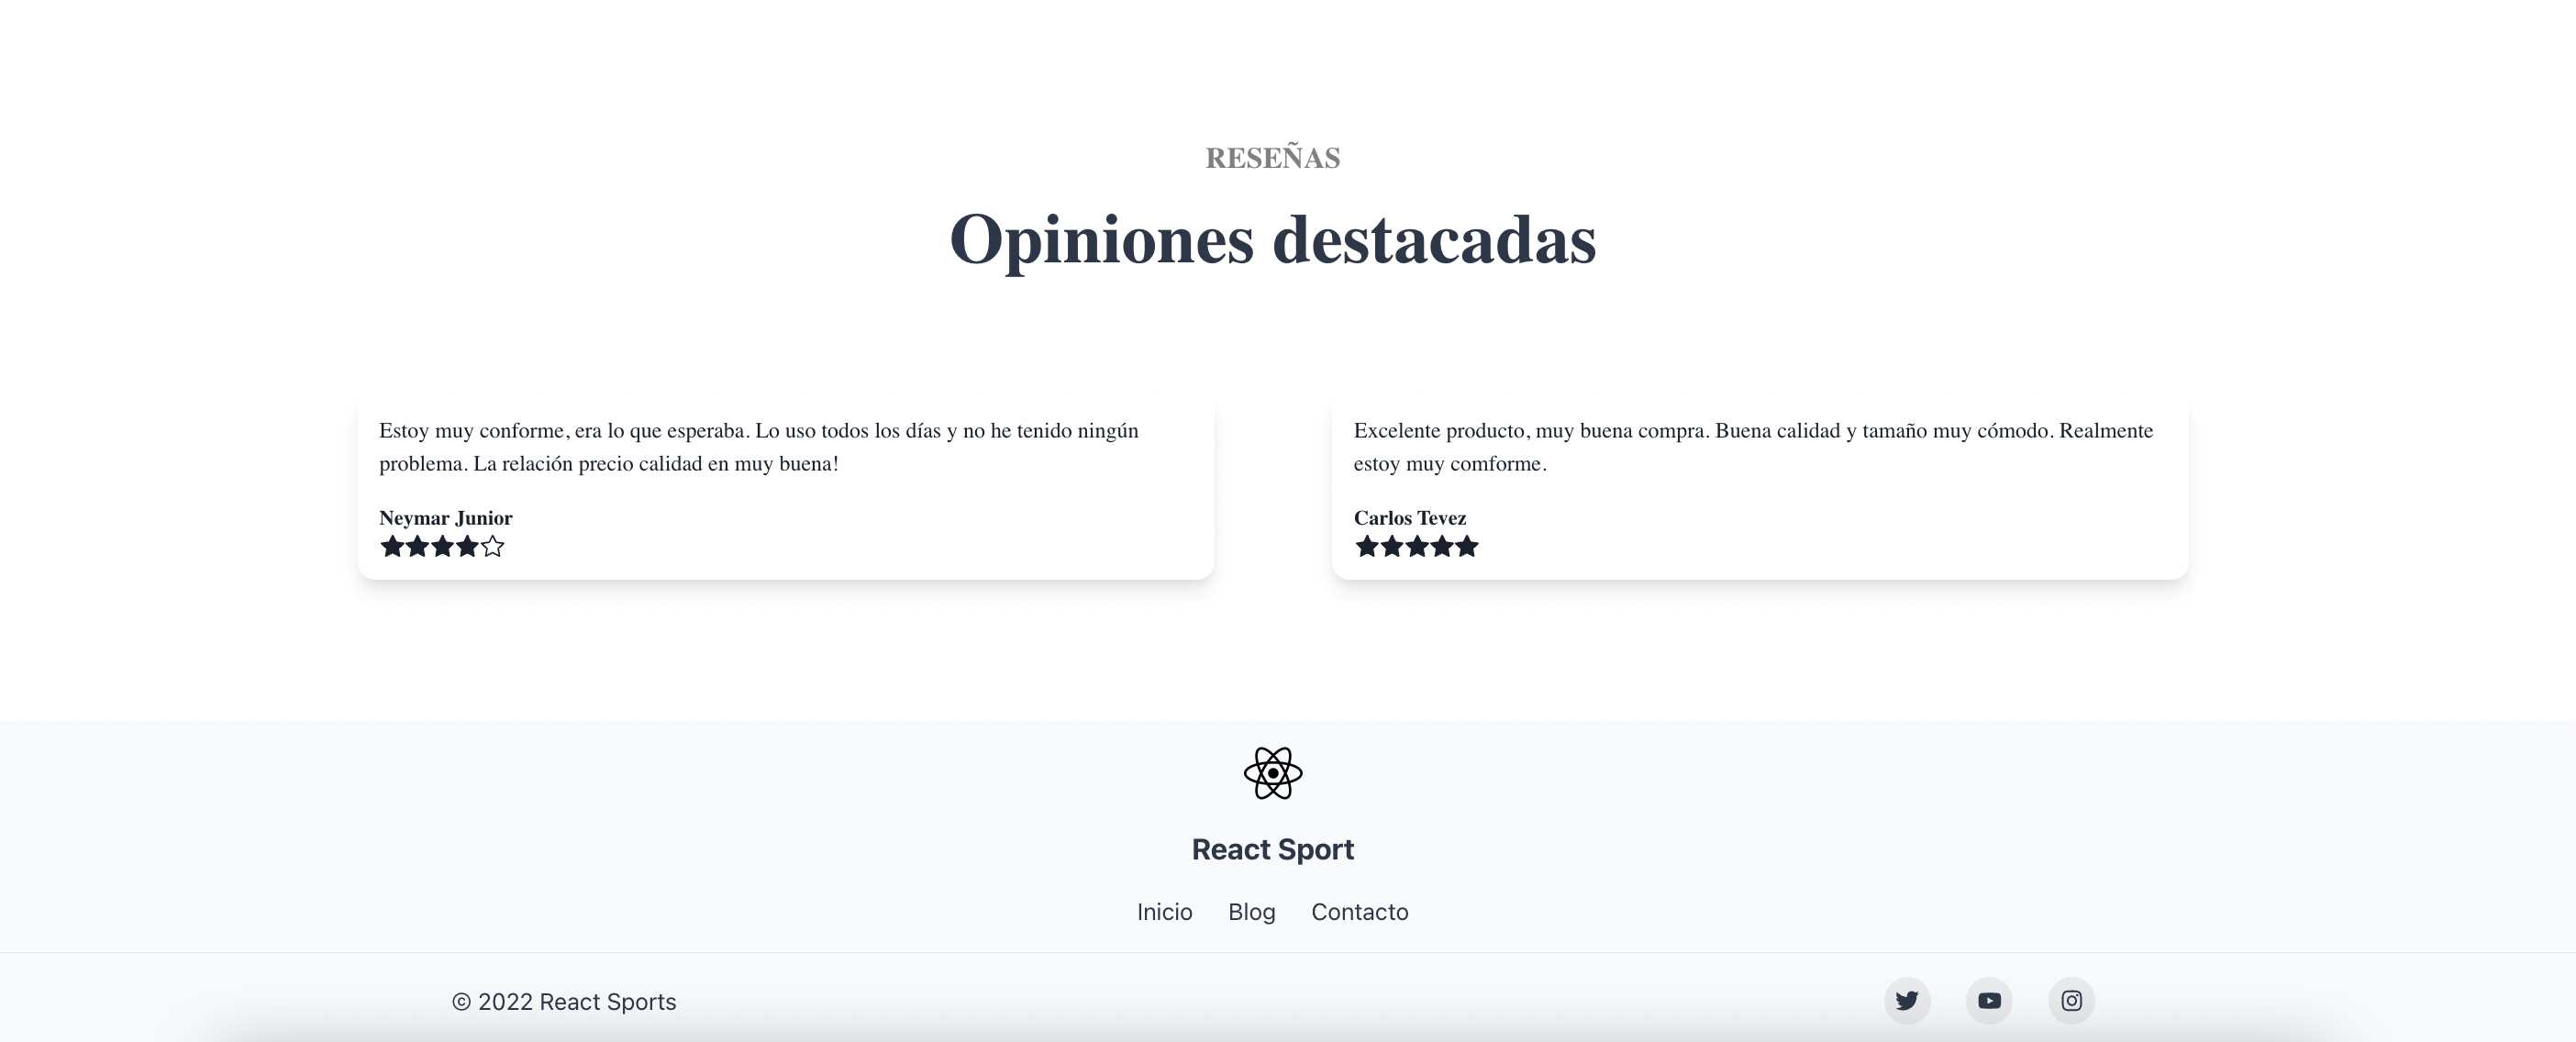 RESEÑAS
Opiniones destacadas
Estoy muy conforme, era lo que esperaba. Lo uso todos los días y no he tenido ningún
problema. La relación precio calidad en muy buena!
Neymar Junior
Excelente producto, muy buena compra. Buena calidad y tamaño muy cómodo. Realmente
estoy muy comforme.
Carlos Tevez
React Sport
Inicio Blog Contacto
© 2022 React Sports